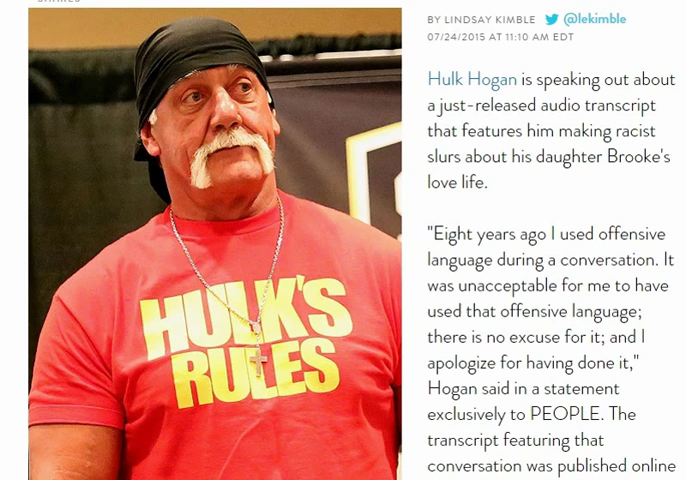 BY LINDSAY KIMBLE @lekimble
07/24/2015 AT 11:10 AM EDT
Hulk Hogan is speaking out about
a just-released audio transcript
that features him making racist
slurs about his daughter Brooke's
love life.
"Eight years ago I used offensive
language during a conversation. It
was unacceptable for me to have
used that offensive language;
there is no excuse for it; and I
apologize for having done it,"
Hogan said in a statement
exclusively to PEOPLE. The
transcript featuring that
conversation was published online
HULK'S
RULES